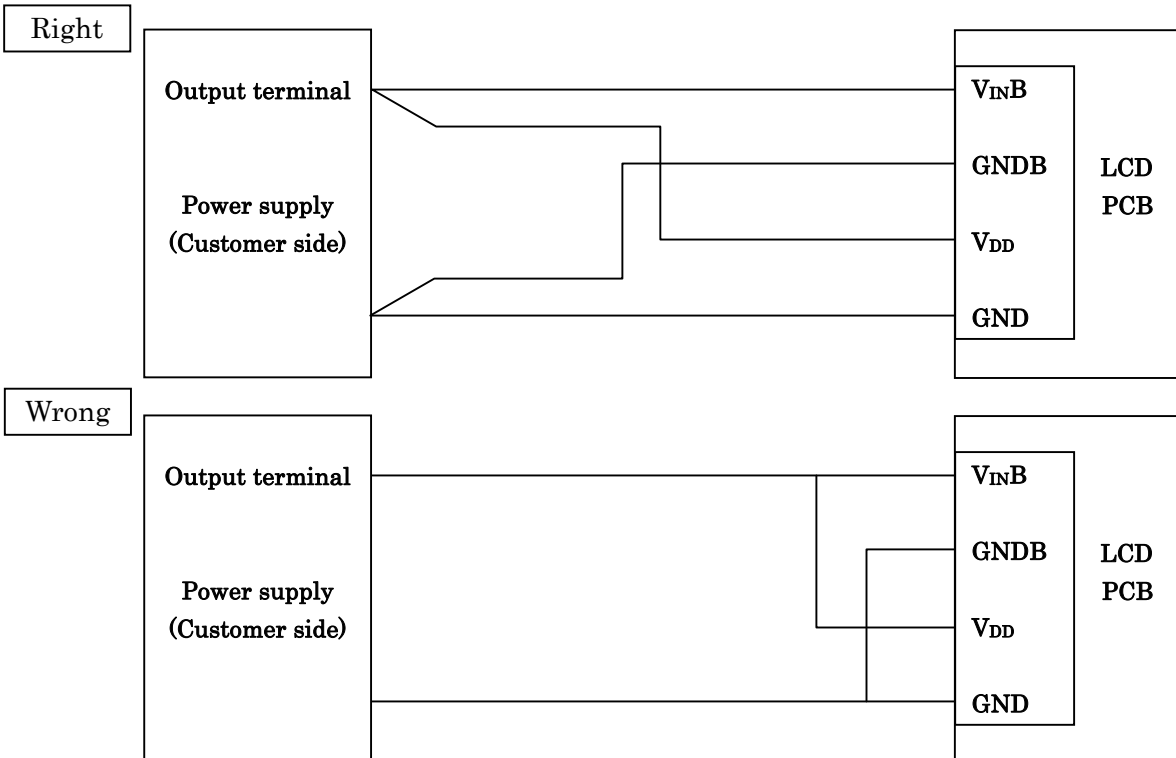 Right
Output terminal
Power supply
(Customer side)
VINB
GNDB
VDD
GND
LCD
PCB
Wrong
Output terminal
Power supply
(Customer side)
VINB
GNDB
VDD
GND
LCD
PCB